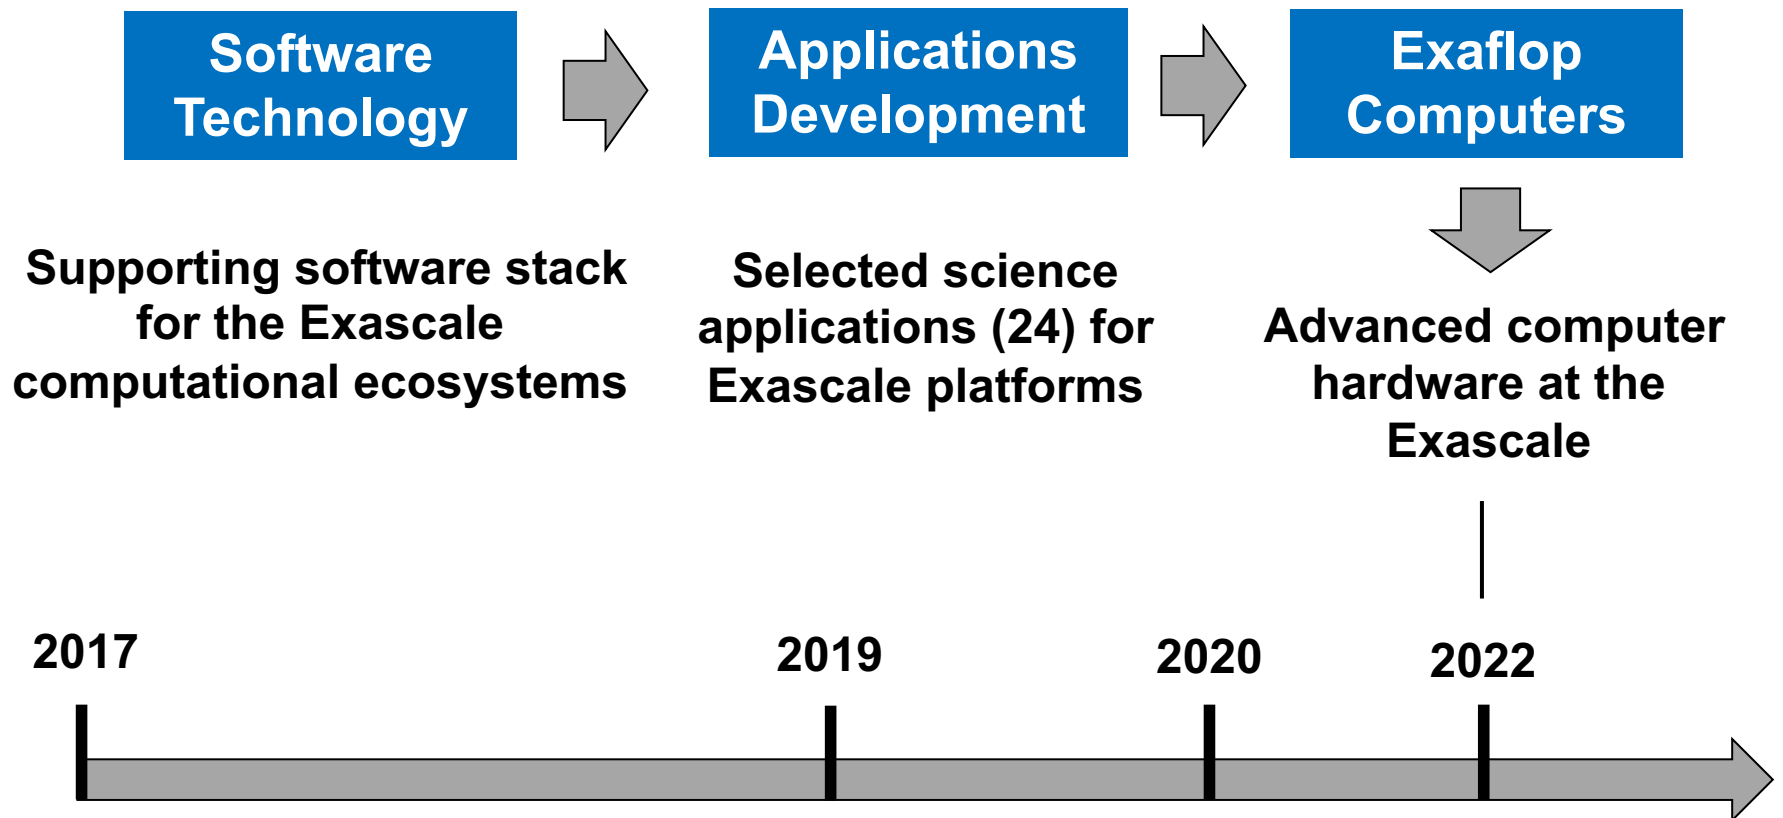 Software
Technology
Applications
Development
Exaflop
Computers
Supporting software stack
for the Exascale
computational ecosystems
Selected science
applications (24) for
Exascale platforms
Advanced computer
hardware at the
Exascale
2017
2019
2020
2022